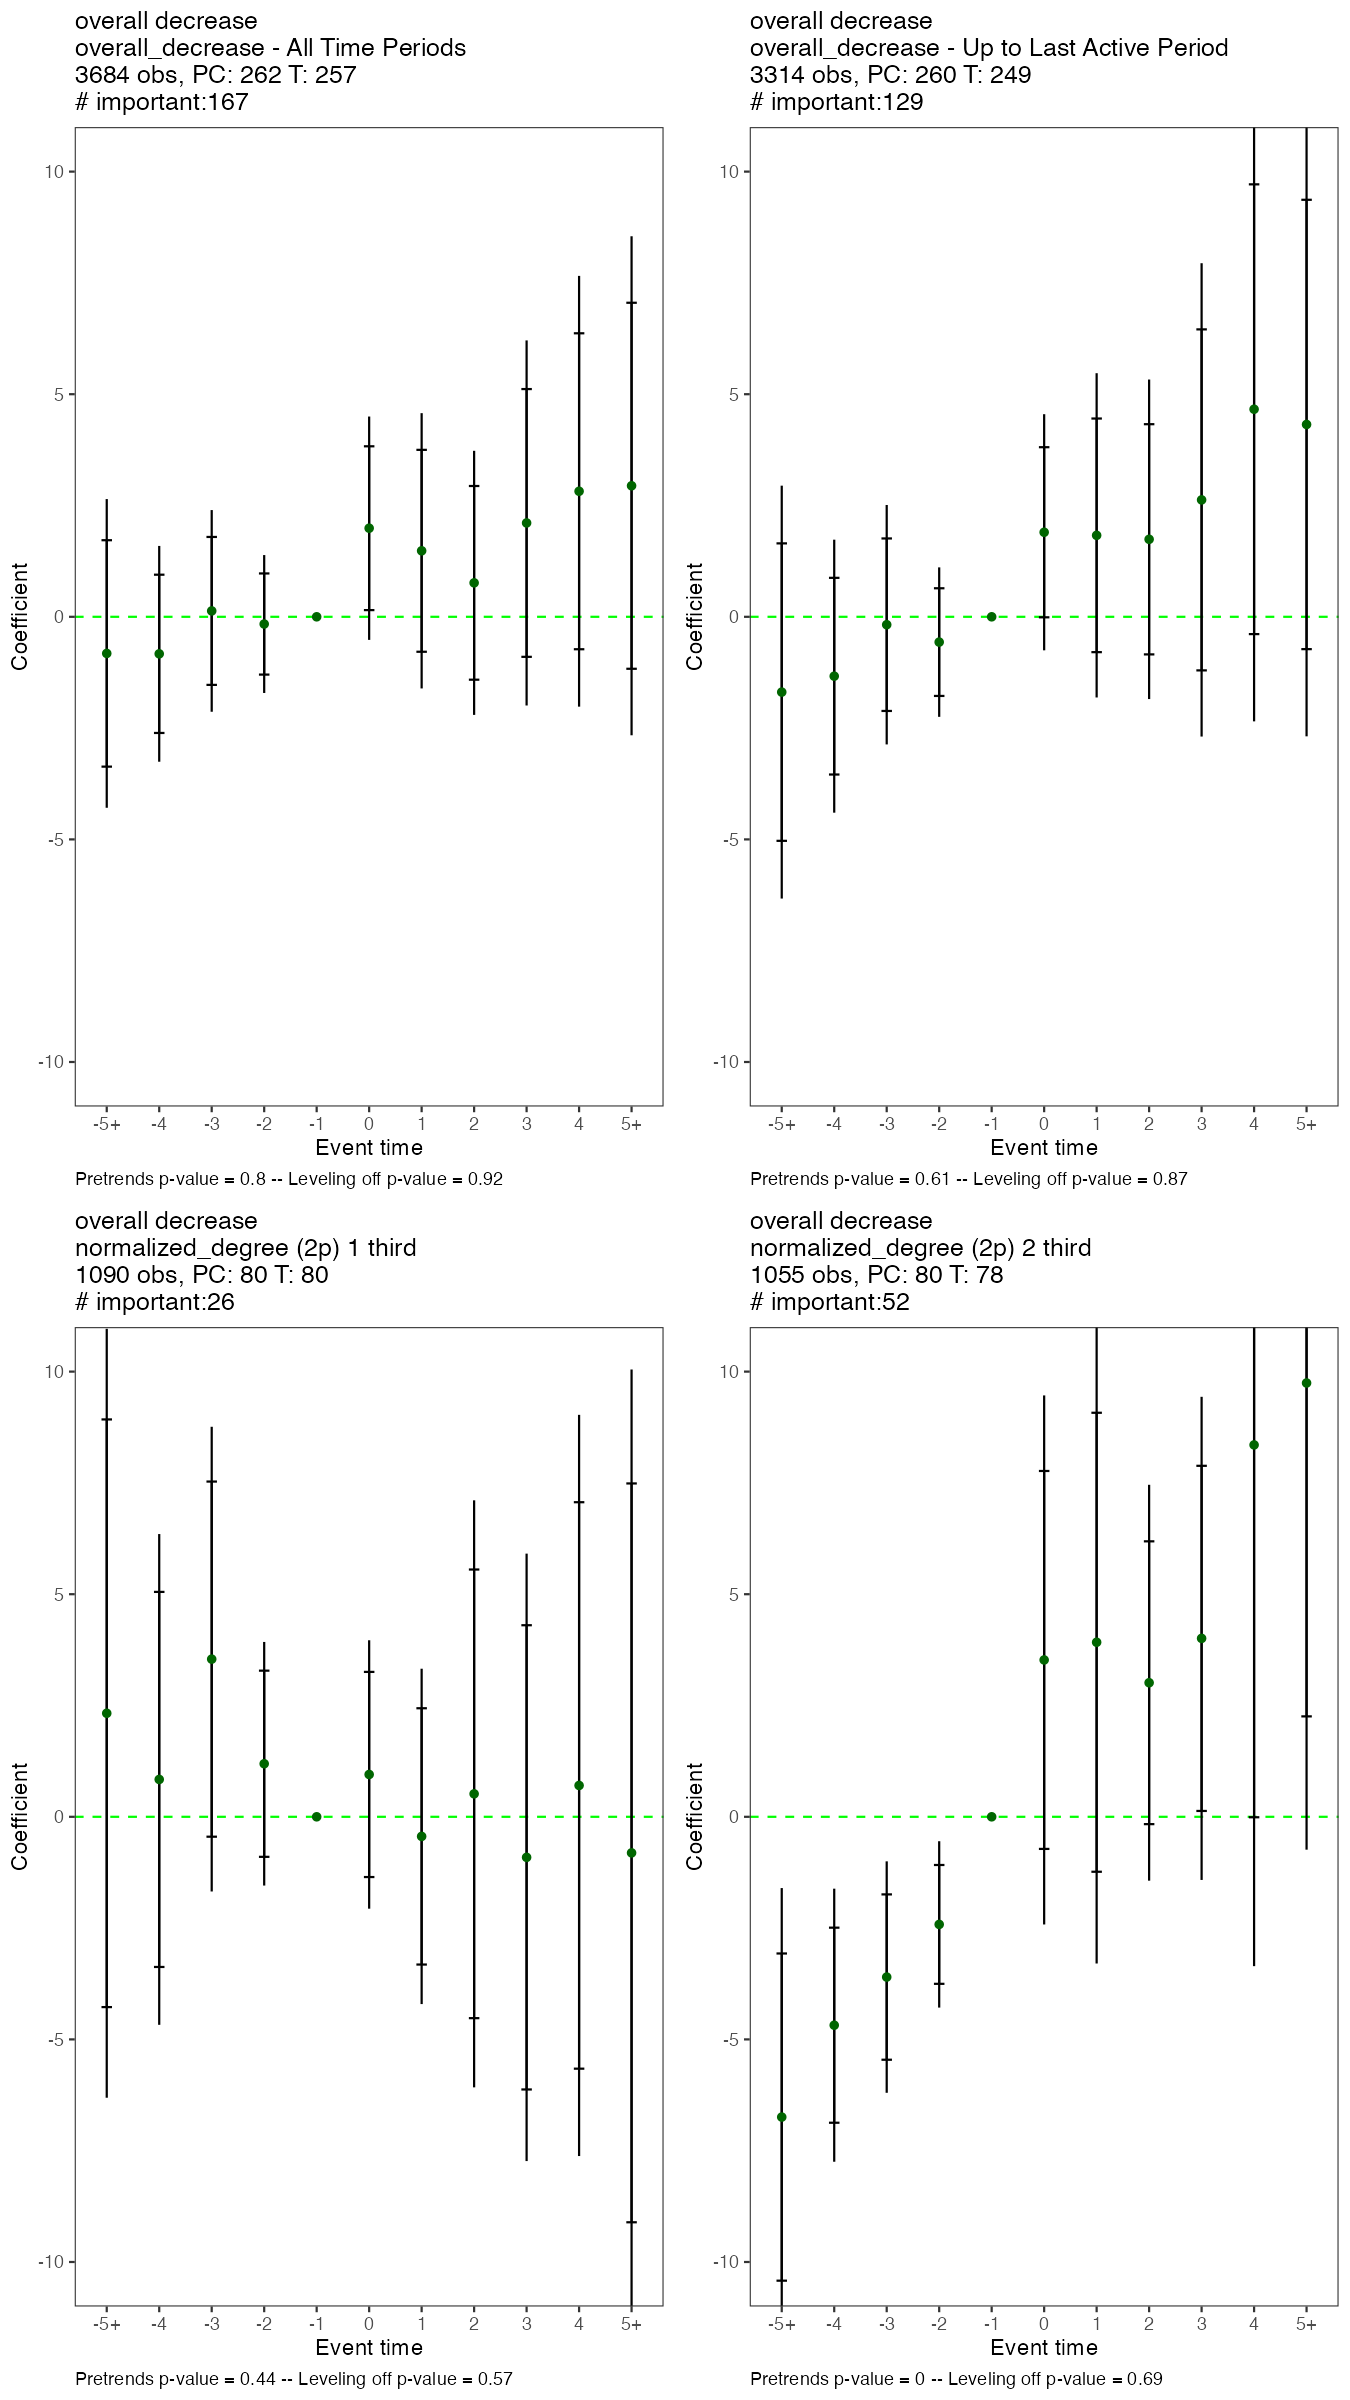 overall decrease
overall_decrease - All Time Periods
3684 obs, PC: 262 T: 257
# important:167
10
5
0
-5
-10
Coefficient
-5+ -4 -3 -2 -1 0 1 2 3 4 5+
Event time
Pretrends p-value = 0.8 -- Leveling off p-value = 0.92
overall decrease
overall_decrease - Up to Last Active Period
3314 obs, PC: 260 T: 249
# important:129
10
5
0
-5
-10
Coefficient
-5+ -4 -3 -2 -1 0 1 2 3 4 5+
Event time
Pretrends p-value = 0.61 -- Leveling off p-value = 0.87
overall decrease
normalized_degree (2p) 1 third
1090 obs, PC: 80 T: 80
# important:26
10
5
0
-5
-10
Coefficient
-5+ -4 -3 -2 -1 0 1 2 3 4 5+
Event time
Pretrends p-value = 0.44 -- Leveling off p-value = 0.57
overall decrease
normalized_degree (2p) 2 third
1055 obs, PC: 80 T: 78
# important:52
10
5
0
-5
-10
Coefficient
-5+ -4 -3 -2 -1 0 1 2 3 4 5+
Event time
Pretrends p-value = 0 -- Leveling off p-value = 0.69